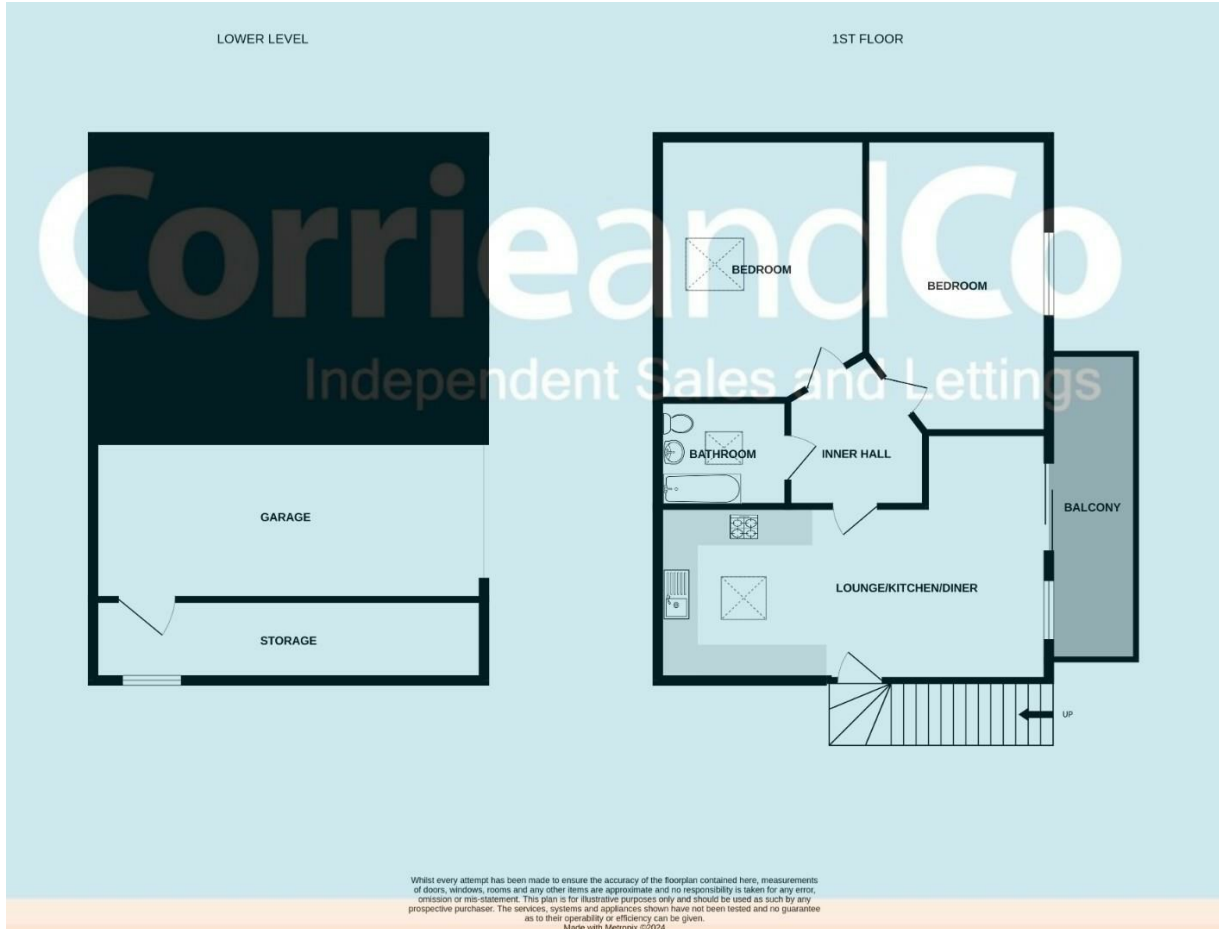 LOWER LEVEL
1ST FLOOR
CorrieandCo
Independent Sales and Lettings
BEDROOM
BEDROOM
BATHROOM
INNER HALL
BALCONY
GARAGE
LOUNGE/KITCHEN/DINER
STORAGE
UP
Whilst every attempt has been made to ensure the accuracy of the floorplan contained here, measurements
of doors, windows, rooms and any other items are approximate and no responsibility is taken for any error,
omission or mis-statement. This plan is for illustrative purposes only and should be used as such by any
prospective purchaser. The services, systems and appliances shown have not been tested and no guarantee
as to their operability or efficiency can be given.
Made with Metropix ©2024